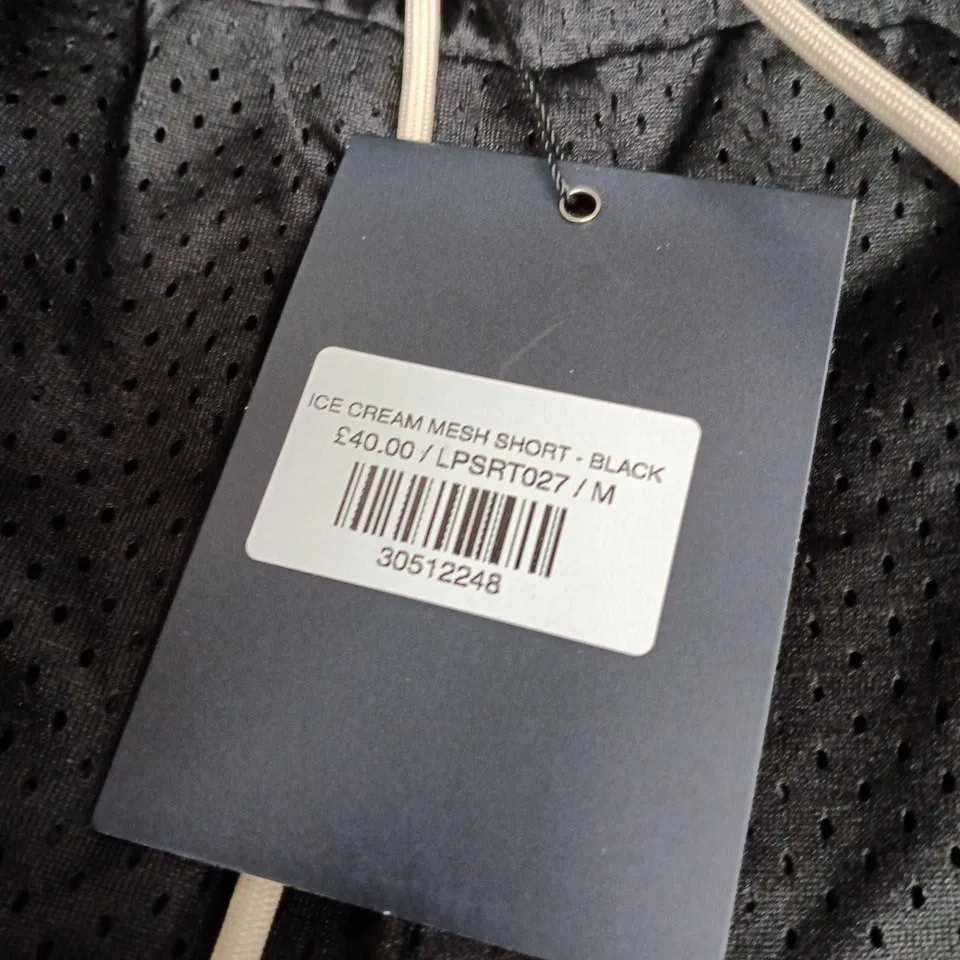 ICE CREAM MESH SHORT - BLACK
£40.00 / LPSRT027 / M
30512248